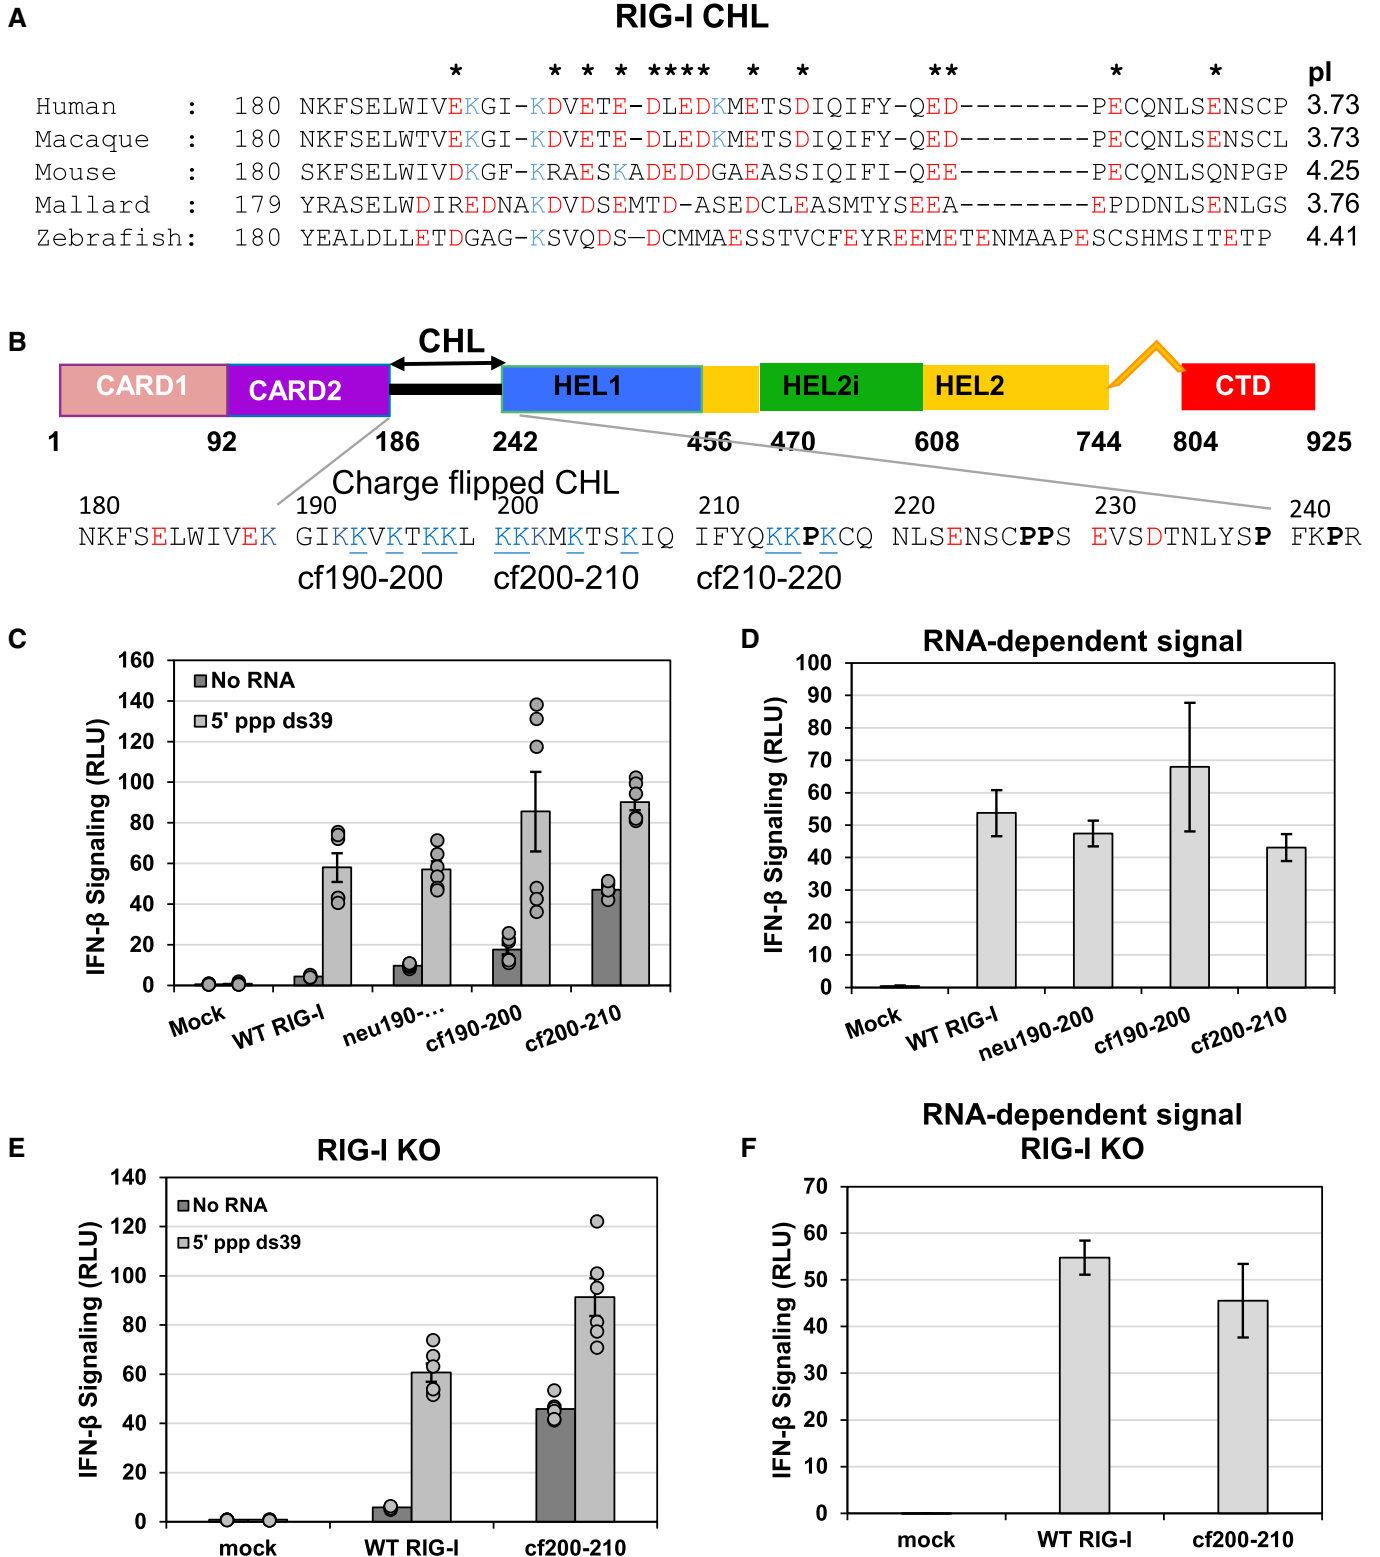 A
RIG-I CHL
* * * * **** * * ** * * pI
Human : 180 NKFSELWIVEKGI-KDVETE-DLEDKMETSDIQIFY-QED--------PECQNLSENSCP 3.73
Macaque : 180 NKFSELWTVEKGI-KDVETE-DLEDKMETSDIQIFY-QED--------PECQNLSENSCL 3.73
Mouse : 180 SKFSELWIVDKGF-KRAESKADEDDGAEASSIQIFI-QEE--------PECQNLSQNPGP 4.25
Mallard : 179 YRASELWDIREDNAKDVDSEMTD-ASEDCLEASMTYSEEA--------EPDDNLSENLGS 3.76
Zebrafish: 180 YEALDLLETDGAG-KSVQDS—DCMMAESSTVCFEYREEMETENMAAPESCSHMSITETP 4.41
B
CHL
CARD1 CARD2 HEL1 HEL2i HEL2 CTD
1 92 186 242 456 470 608 744 804 925
Charge flipped CHL
180 190 200 210 220 230 240
NKFSELWIVEK GIKKVKTKKL KKKMKTSKIQ IFYQKKPKCQ NLSENSCPPS EVSDTNLYSP FKPR
cf190-200 cf200-210 cf210-220
C
160
140
120
100
80
60
40
20
0
IFN-β Signaling (RLU)
No RNA
5' ppp ds39
Mock WT RIG-I neu190-... cf190-200 cf200-210
D
RNA-dependent signal
100
90
80
70
60
50
40
30
20
10
0
IFN-β Signaling (RLU)
Mock WT RIG-I neu190-200 cf190-200 cf200-210
E
RIG-I KO
140
120
100
80
60
40
20
0
IFN-β Signaling (RLU)
No RNA
5' ppp ds39
mock WT RIG-I cf200-210
F
RNA-dependent signal
RIG-I KO
70
60
50
40
30
20
10
0
IFN-β Signaling (RLU)
mock WT RIG-I cf200-210